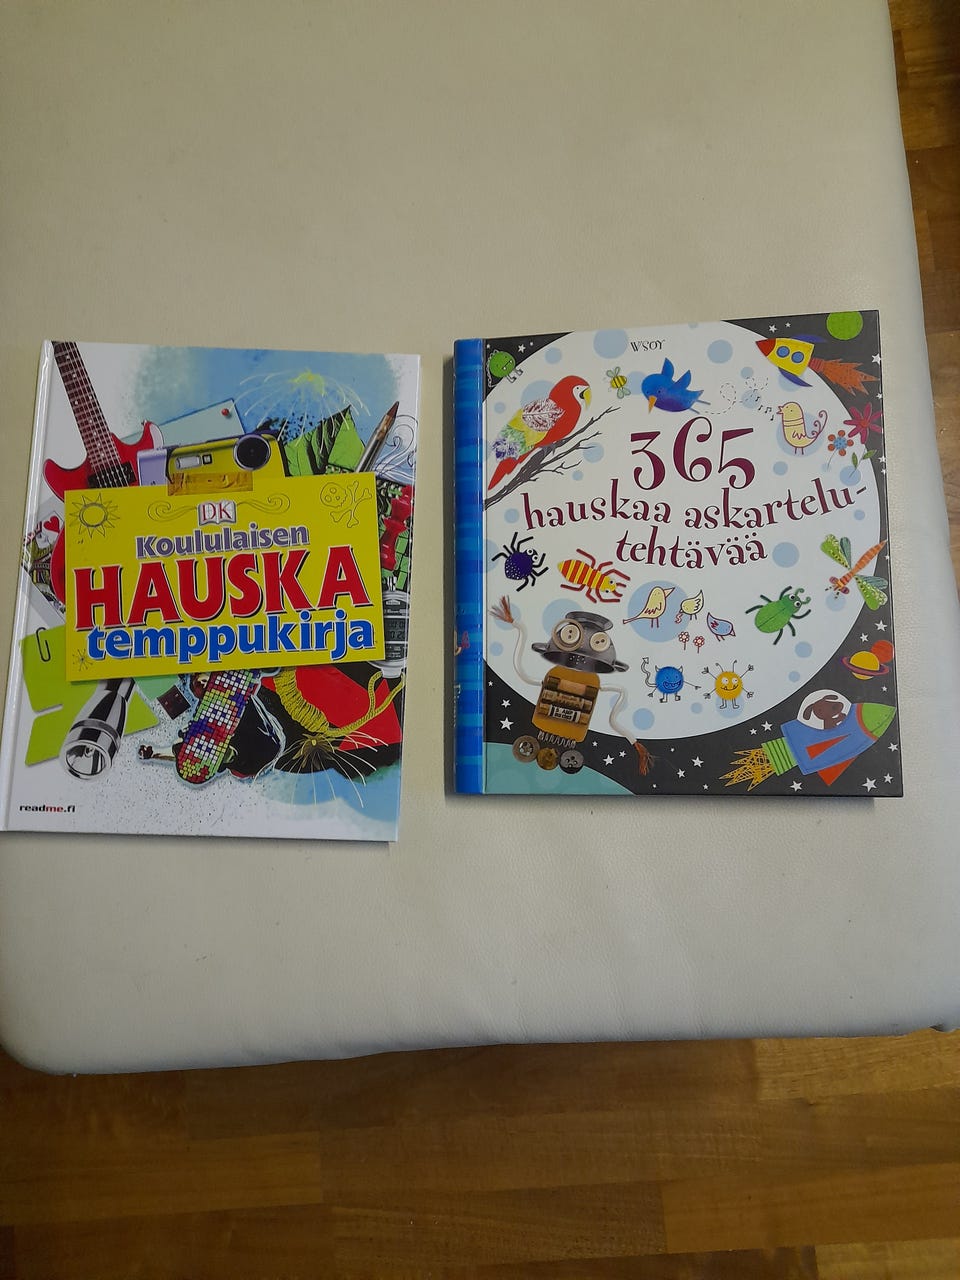 DK
Koululaisen
HAUSKA
temppukirja
readme.fi
WSOY
365
hauskaa askartelu-
tehtävää